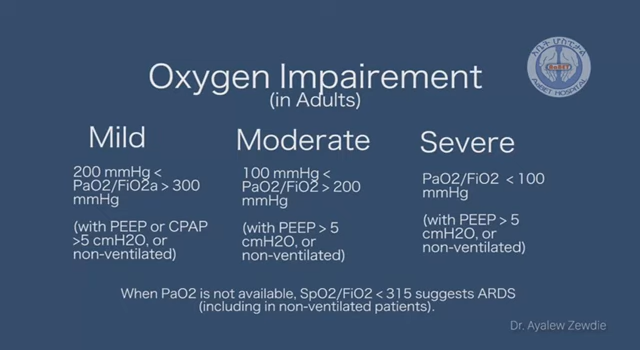 Oxygen Impairement
(in Adults)
Mild
200 mmHg <
PaO2/FiO2a > 300
mmHg
(with PEEP or CPAP
>5 cmH2O, or
non-ventilated)
Moderate
100 mmHg <
PaO2/FiO2 > 200
mmHg
(with PEEP > 5
cmH2O, or
non-ventilated)
Severe
PaO2/FiO2 < 100
mmHg
(with PEEP > 5
cmH2O, or
non-ventilated)
When PaO2 is not available, SpO2/FiO2 < 315 suggests ARDS
(including in non-ventilated patients).
Dr. Ayalew Zewdie
AaBET HOSPITAL